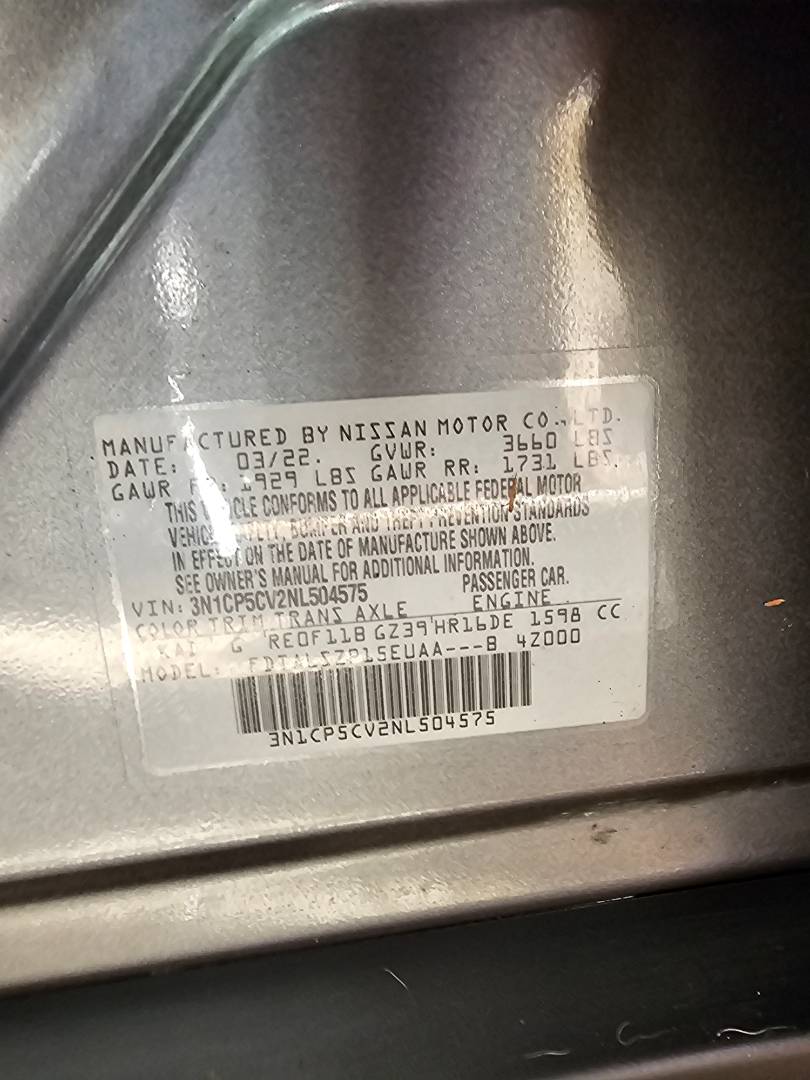 MANUFACTURED BY NISSAN MOTOR CO., LTD.
DATE: 03/22. GVWR: 3660 LBS
GAWR FR: 1929 LBS GAWR RR: 1731 LBS.
THIS VEHICLE CONFORMS TO ALL APPLICABLE FEDERAL MOTOR
VEHICLE SAFETY, BUMPER AND THEFT PREVENTION STANDARDS
IN EFFECT ON THE DATE OF MANUFACTURE SHOWN ABOVE.
SEE OWNER'S MANUAL FOR ADDITIONAL INFORMATION.
VIN: 3N1CP5CV2NL504575 PASSENGER CAR.
COLOR TRIM TRANS AXLE ENGINE
KAI G RE0F11B GZ39 HR16DE 1598 CC
MODEL: 4Z000
3N1CP5CV2NL504575